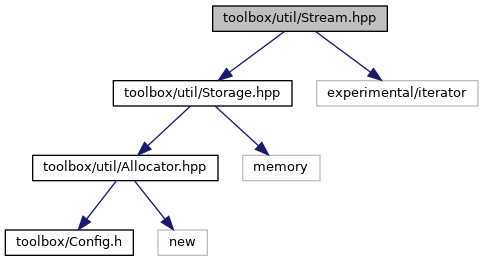 toolbox/util/Stream.hpp
toolbox/util/Storage.hpp
experimental/iterator
toolbox/util/Allocator.hpp
memory
toolbox/Config.h
new